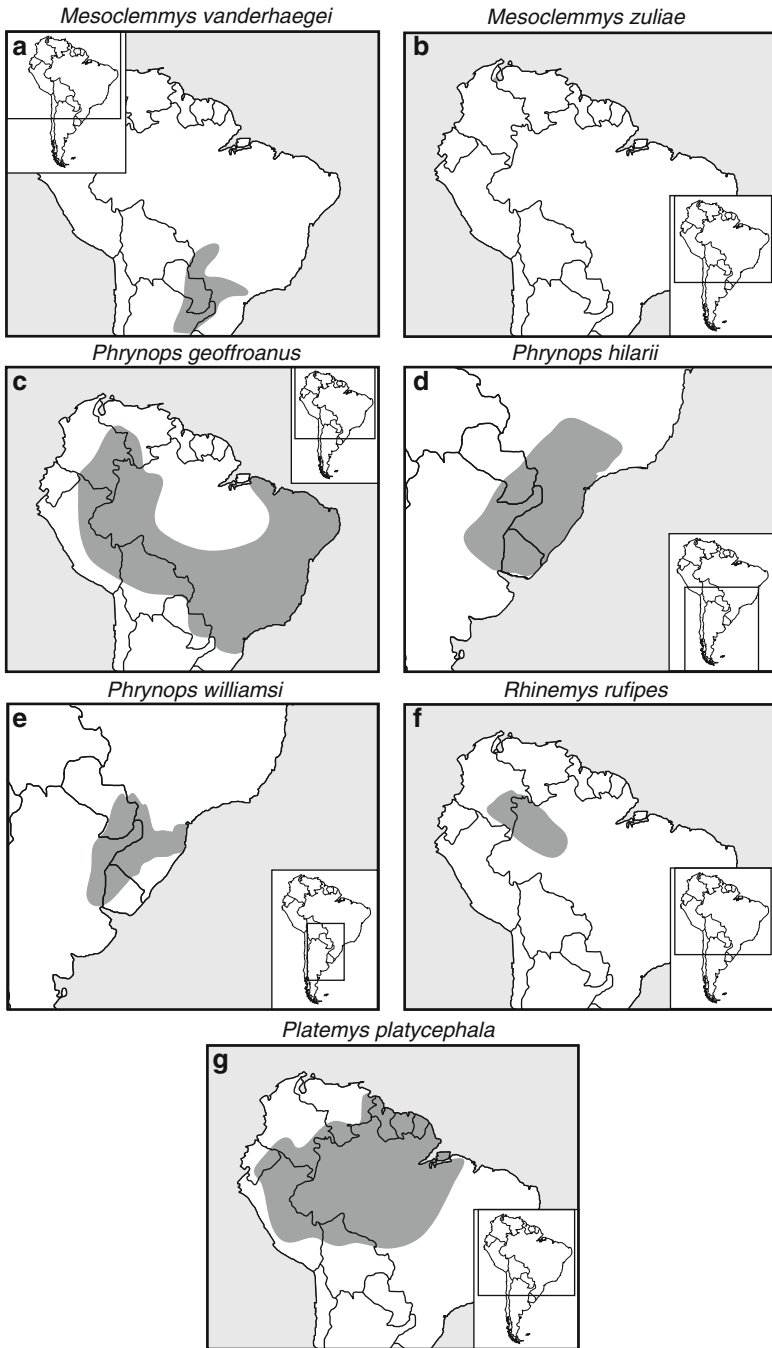 Mesoclemmys vanderhaegei
Mesoclemmys zuliae
a
b
Phrynops geoffroanus
Phrynops hilarii
c
d
Phrynops williamsi
Rhinemys rufipes
e
f
Platemys platycephala
g